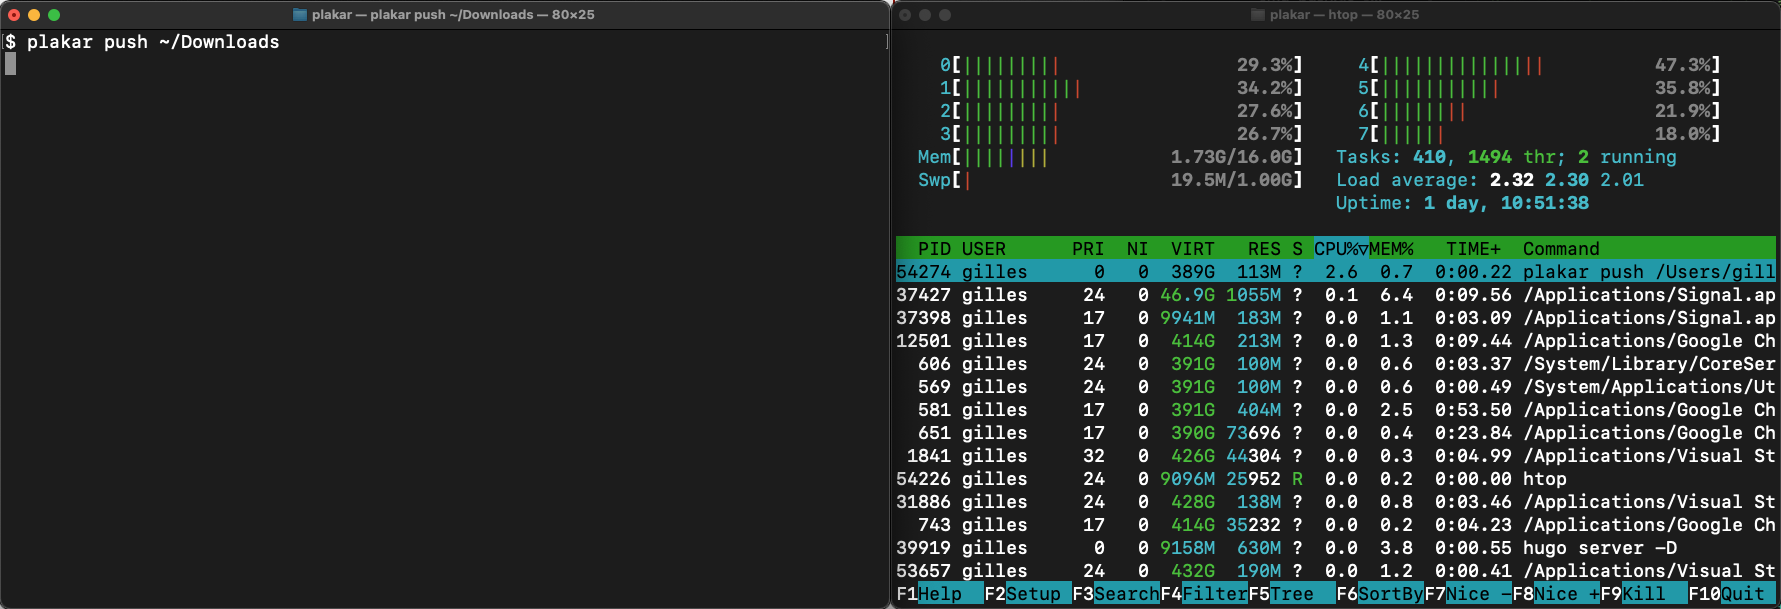 plakar — plakar push ~/Downloads — 80×25
$ plakar push ~/Downloads
plakar — htop — 80×25
0[||||||||| 29.3%] 4[||||||||||||||| 47.3%]
1[||||||||||| 34.2%] 5[||||||||||| 35.8%]
2[||||||||| 27.6%] 6[|||||||| 21.9%]
3[||||||||| 26.7%] 7[|||||| 18.0%]
Mem[|||||||| 1.73G/16.0G] Tasks: 410, 1494 thr; 2 running
Swp[| 19.5M/1.00G] Load average: 2.32 2.30 2.01
Uptime: 1 day, 10:51:38
PID USER PRI NI VIRT RES S CPU%▽MEM% TIME+ Command
54274 gilles 0 0 389G 113M ? 2.6 0.7 0:00.22 plakar push /Users/gill
37427 gilles 24 0 46.9G 1055M ? 0.1 6.4 0:09.56 /Applications/Signal.ap
37398 gilles 17 0 9941M 183M ? 0.0 1.1 0:03.09 /Applications/Signal.ap
12501 gilles 17 0 414G 213M ? 0.0 1.3 0:09.44 /Applications/Google Ch
606 gilles 24 0 391G 100M ? 0.0 0.6 0:03.37 /System/Library/CoreSer
569 gilles 24 0 391G 100M ? 0.0 0.6 0:00.49 /System/Applications/Ut
581 gilles 17 0 391G 404M ? 0.0 2.5 0:53.50 /Applications/Google Ch
651 gilles 17 0 390G 73696 ? 0.0 0.4 0:23.84 /Applications/Google Ch
1841 gilles 32 0 426G 44304 ? 0.0 0.3 0:04.99 /Applications/Visual St
54226 gilles 24 0 9096M 25952 R 0.0 0.2 0:00.00 htop
31886 gilles 24 0 428G 138M ? 0.0 0.8 0:03.46 /Applications/Visual St
743 gilles 17 0 414G 35232 ? 0.0 0.2 0:04.23 /Applications/Google Ch
39919 gilles 0 0 9158M 630M ? 0.0 3.8 0:00.55 hugo server -D
53657 gilles 24 0 432G 190M ? 0.0 1.2 0:00.41 /Applications/Visual St
F1Help F2Setup F3SearchF4FilterF5Tree F6SortByF7Nice -F8Nice +F9Kill F10Quit